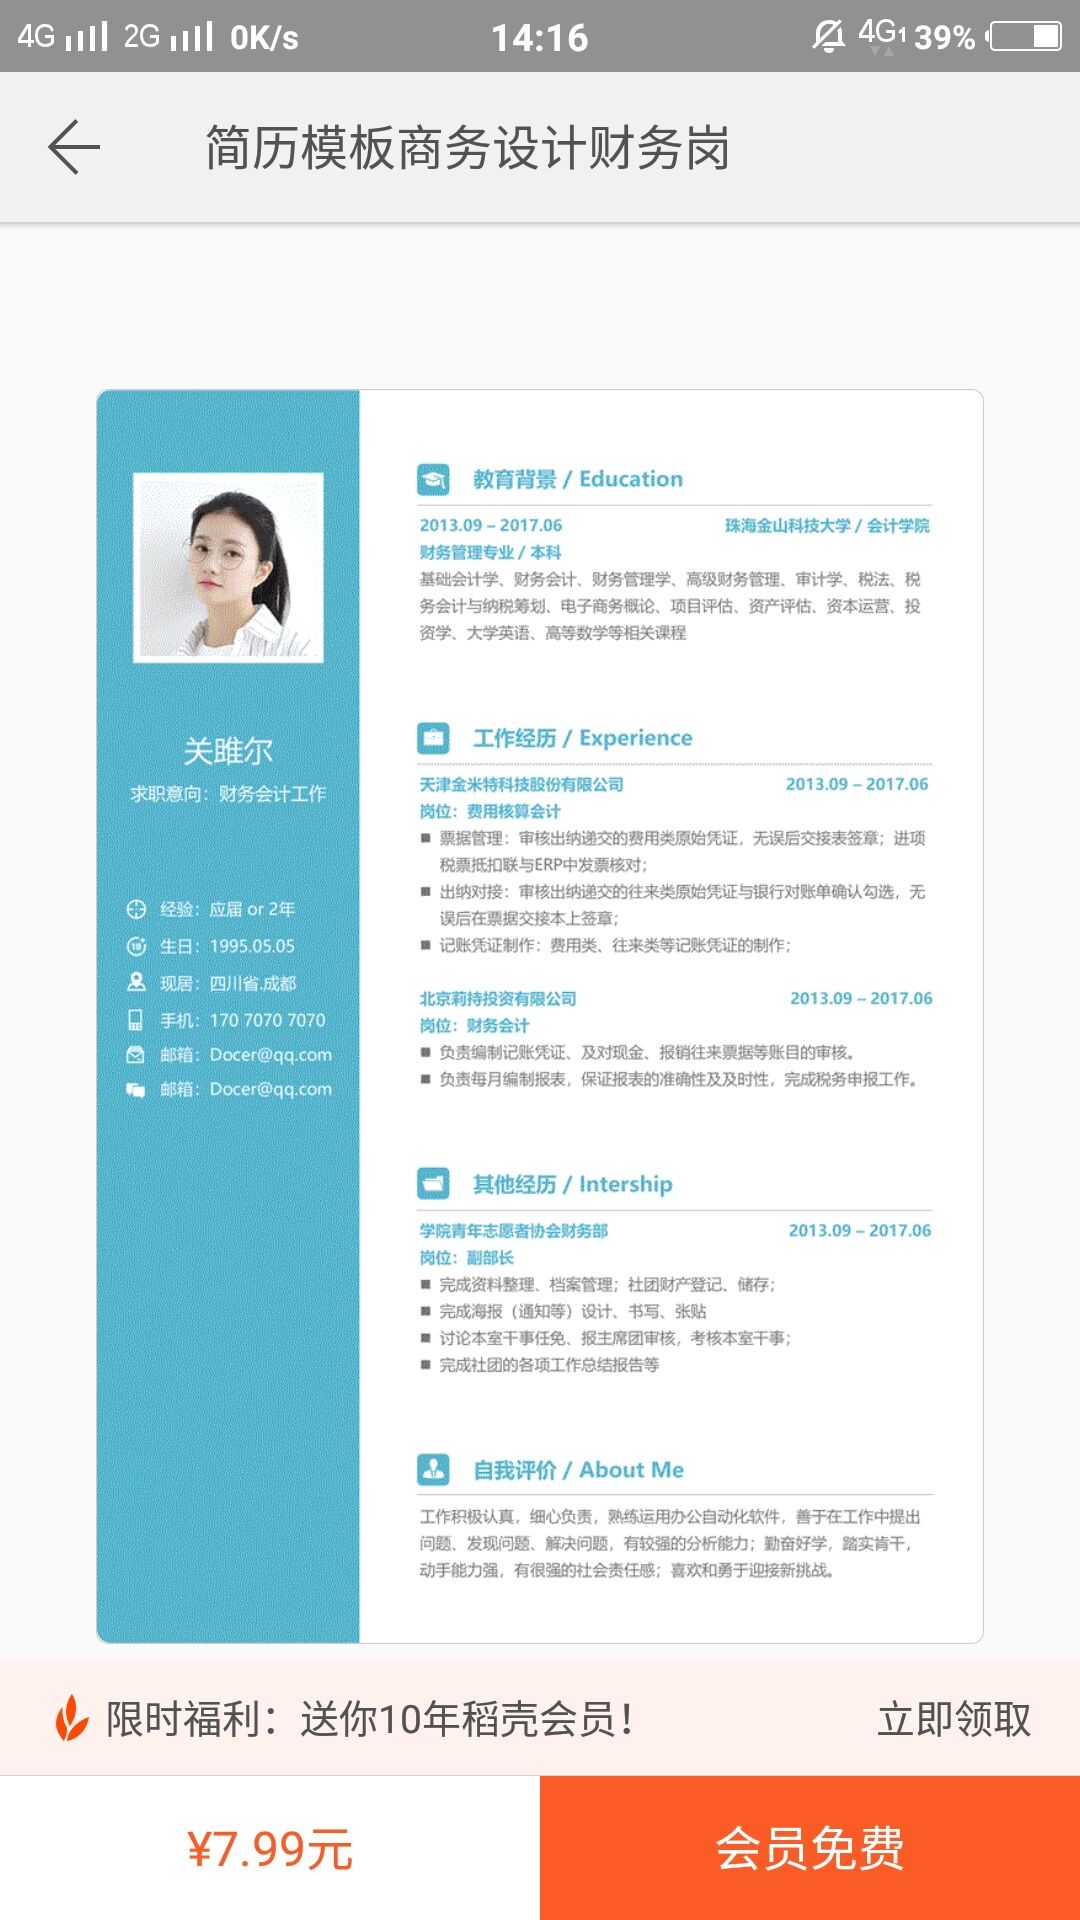 4G 2G 0K/s 14:16 4G1 39%
简历模板商务设计财务岗
关雎尔
求职意向：财务会计工作
经验：应届 or 2年
18 生日：1995.05.05
现居：四川省.成都
手机：170 7070 7070
邮箱：Docer@qq.com
邮箱：Docer@qq.com
教育背景 / Education
2013.09 – 2017.06 珠海金山科技大学 / 会计学院
财务管理专业 / 本科
基础会计学、财务会计、财务管理学、高级财务管理、审计学、税法、税
务会计与纳税筹划、电子商务概论、项目评估、资产评估、资本运营、投
资学、大学英语、高等数学等相关课程
工作经历 / Experience
天津金米特科技股份有限公司 2013.09 – 2017.06
岗位：费用核算会计
■ 票据管理：审核出纳递交的费用类原始凭证，无误后交接表签章；进项
税票抵扣联与ERP中发票核对；
■ 出纳对接：审核出纳递交的往来类原始凭证与银行对账单确认勾选，无
误后在票据交接本上签章；
■ 记账凭证制作：费用类、往来类等记账凭证的制作；
北京莉持投资有限公司 2013.09 – 2017.06
岗位：财务会计
■ 负责编制记账凭证、及对现金、报销往来票据等账目的审核。
■ 负责每月编制报表，保证报表的准确性及及时性，完成税务申报工作。
其他经历 / Intership
学院青年志愿者协会财务部 2013.09 – 2017.06
岗位：副部长
■ 完成资料整理、档案管理；社团财产登记、储存；
■ 完成海报（通知等）设计、书写、张贴
■ 讨论本室干事任免、报主席团审核，考核本室干事；
■ 完成社团的各项工作总结报告等
自我评价 / About Me
工作积极认真，细心负责，熟练运用办公自动化软件，善于在工作中提出
问题、发现问题、解决问题，有较强的分析能力；勤奋好学，踏实肯干，
动手能力强，有很强的社会责任感；喜欢和勇于迎接新挑战。
限时福利：送你10年稻壳会员！ 立即领取
¥7.99元 会员免费